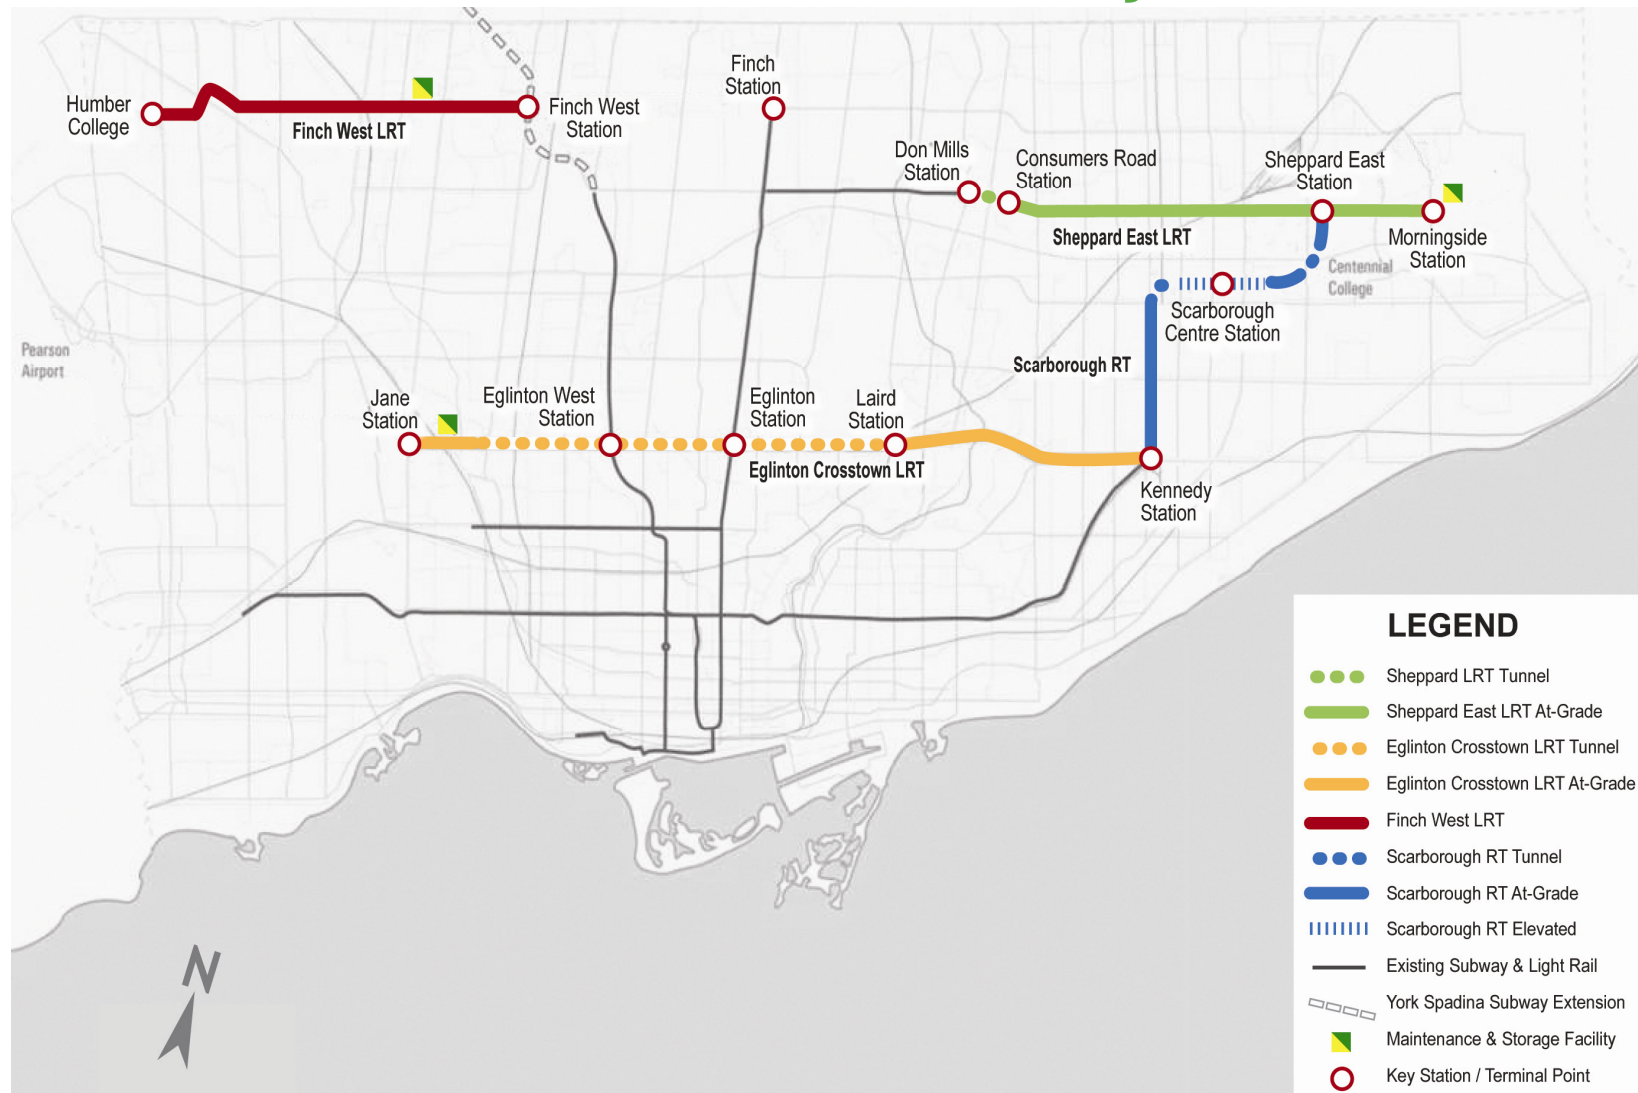 Finch
Station
Humber
College
Finch West
Station
Finch West LRT
Don Mills
Station
Consumers Road
Station
Sheppard East
Station
Sheppard East LRT
Morningside
Station
Centennial
College
Scarborough
Centre Station
Pearson
Airport
Scarborough RT
Jane
Station
Eglinton West
Station
Eglinton
Station
Laird
Station
Eglinton Crosstown LRT
Kennedy
Station
LEGEND
Sheppard LRT Tunnel
Sheppard East LRT At-Grade
Eglinton Crosstown LRT Tunnel
Eglinton Crosstown LRT At-Grade
Finch West LRT
Scarborough RT Tunnel
Scarborough RT At-Grade
Scarborough RT Elevated
Existing Subway & Light Rail
York Spadina Subway Extension
Maintenance & Storage Facility
Key Station / Terminal Point
N